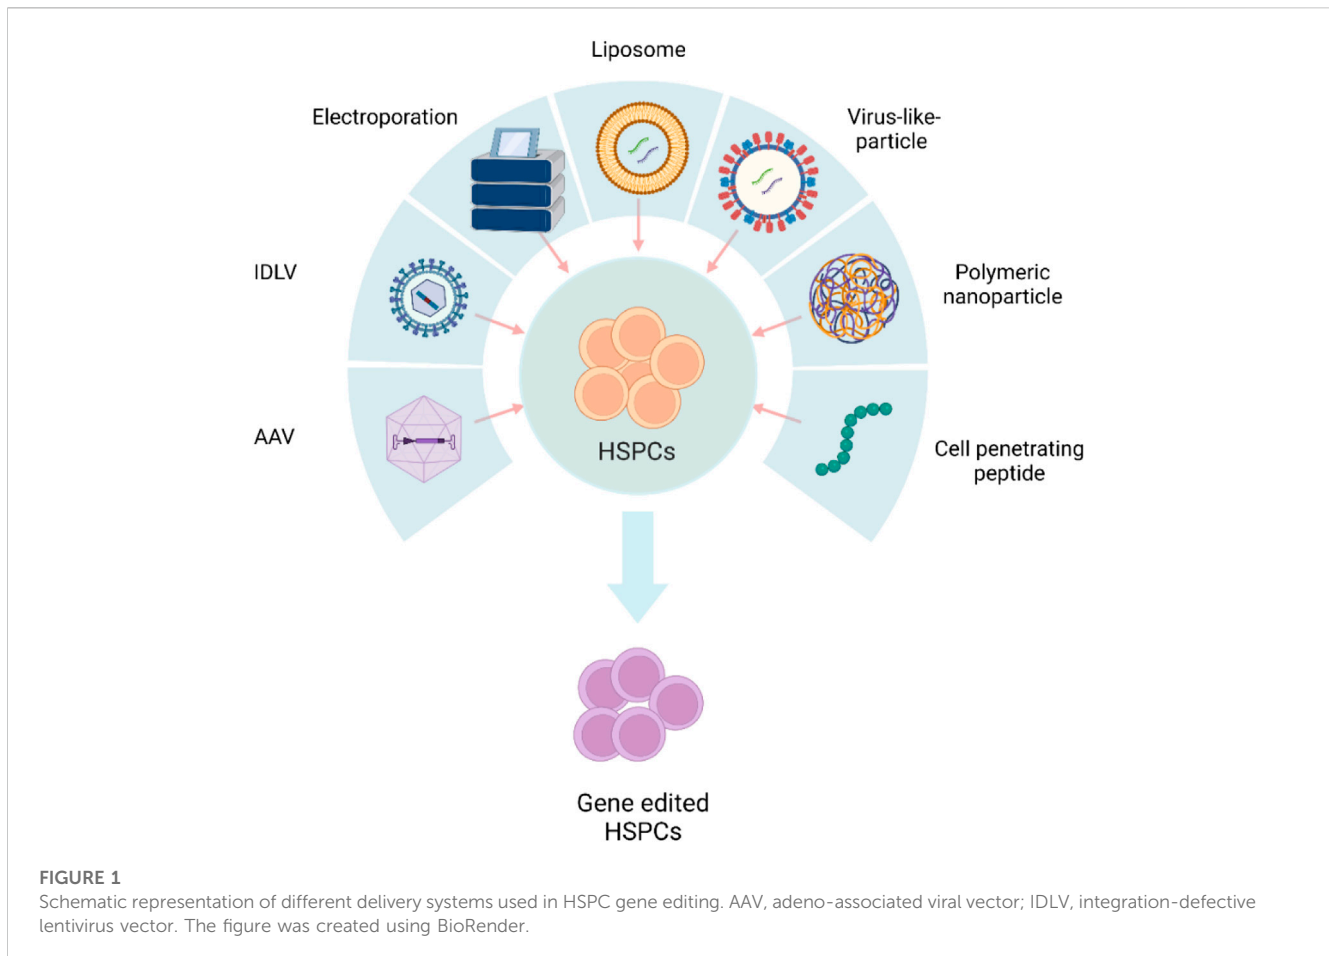 Liposome
Electroporation
Virus-like-
particle
IDLV
Polymeric
nanoparticle
AAV
HSPCs
Cell penetrating
peptide
Gene edited
HSPCs
FIGURE 1
Schematic representation of different delivery systems used in HSPC gene editing. AAV, adeno-associated viral vector; IDLV, integration-defective
lentivirus vector. The figure was created using BioRender.